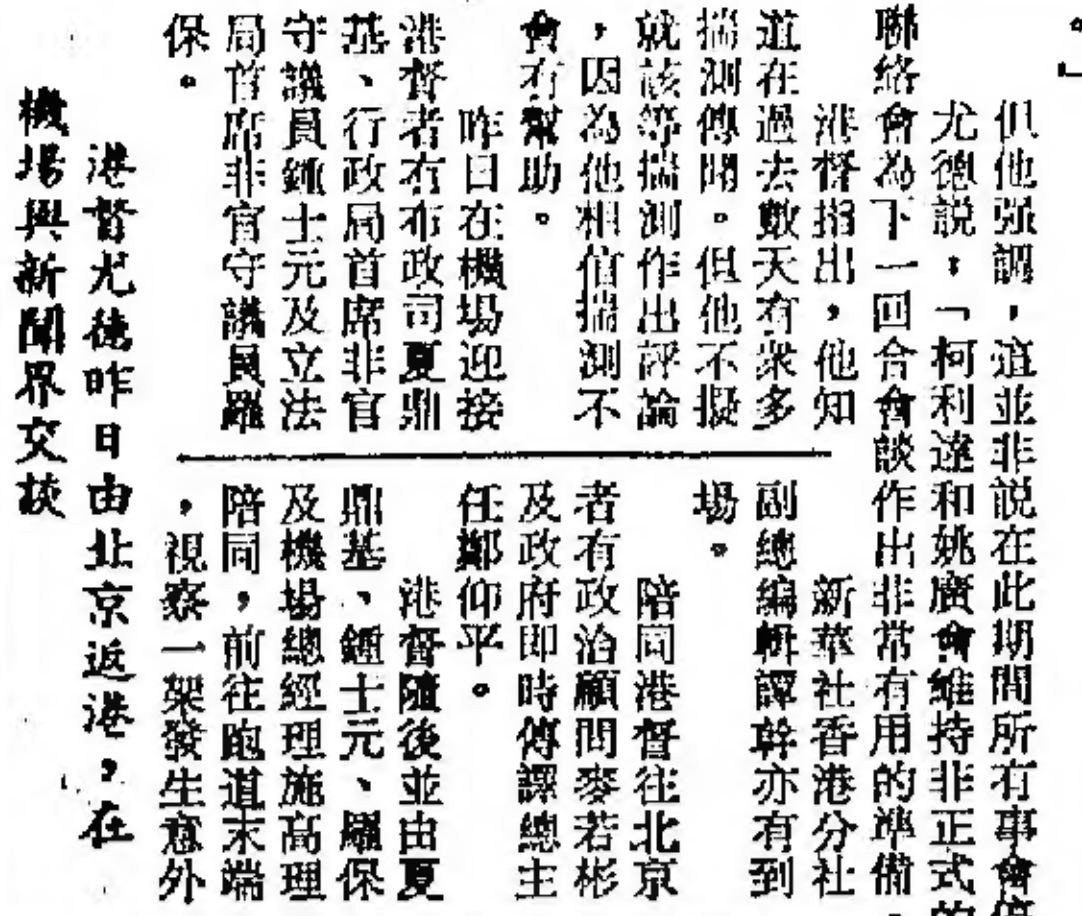 。」
但他强調,這並非説在此期間所有事會停
尤德説:「柯利達和姚廣會維持非正式的
聯絡會為下一回合會談作出非常有用的準備
港督指出,他知
道在過去數天有衆多
揣測傳聞。但他不擬
就該等揣測作出評論
,因為他相信揣測不
會有幫助。
昨日在機場迎接
港督者有布政司夏鼎
基、行政局首席非官
守議員鍾士元及立法
局首席非官守議員羅
保。
新華社香港分社
副總編輯譚幹亦有到
場。
陪同港督往北京
者有政治顧問麥若彬
及政府即時傳譯總主
任鄭仰平。
港督隨後並由夏
鼎基、鍾士元、羅保
及機場總經理施高理
陪同,前往跑道末端
,視察一架發生意外
港督尤德昨日由北京返港,在
機場與新聞界交談